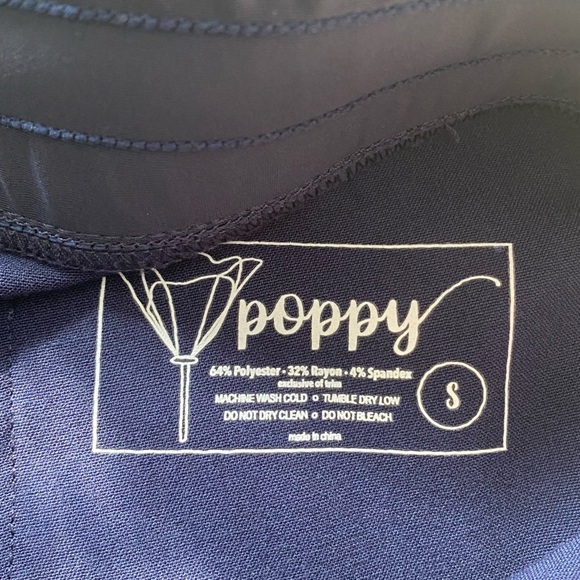 poppy
64% Polyester • 32% Rayon • 4% Spandex
exclusive of trim
MACHINE WASH COLD o TUMBLE DRY LOW
DO NOT DRY CLEAN o DO NOT BLEACH
made in china
S